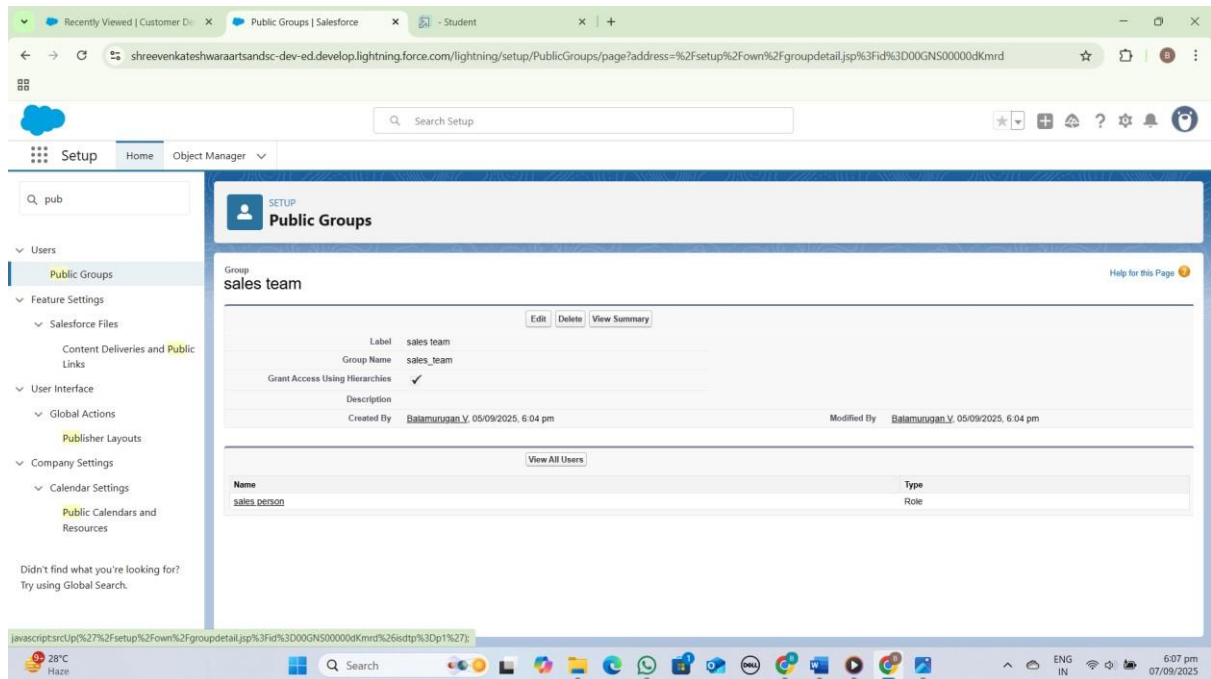 Recently Viewed | Customer De
Public Groups | Salesforce
- Student
shreevenkateshwaraartsandsc-dev-ed.develop.lightning.force.com/lightning/setup/PublicGroups/page?address=%2Fsetup%2Fown%2Fgroupdetail.jsp%3Fid%3D00GNS00000dKmrd
B
Search Setup
Setup
Home
Object Manager
pub
SETUP
Public Groups
Users
Public Groups
Feature Settings
Salesforce Files
Content Deliveries and Public
Links
User Interface
Global Actions
Publisher Layouts
Company Settings
Calendar Settings
Public Calendars and
Resources
Didn't find what you're looking for?
Try using Global Search.
Group
sales team
Help for this Page
Edit Delete View Summary
Label sales team
Group Name sales_team
Grant Access Using Hierarchies
Description
Created By Balamurugan V, 05/09/2025, 6:04 pm Modified By Balamurugan V, 05/09/2025, 6:04 pm
View All Users
Name Type
sales person Role
javascript:srcUp(%27%2Fsetup%2Fown%2Fgroupdetail.jsp%3Fid%3D00GNS00000dKmrd%26isdtp%3Dp1%27);
9+
28°C
Haze
Search
DELL
ENG
IN
6:07 pm
07/09/2025